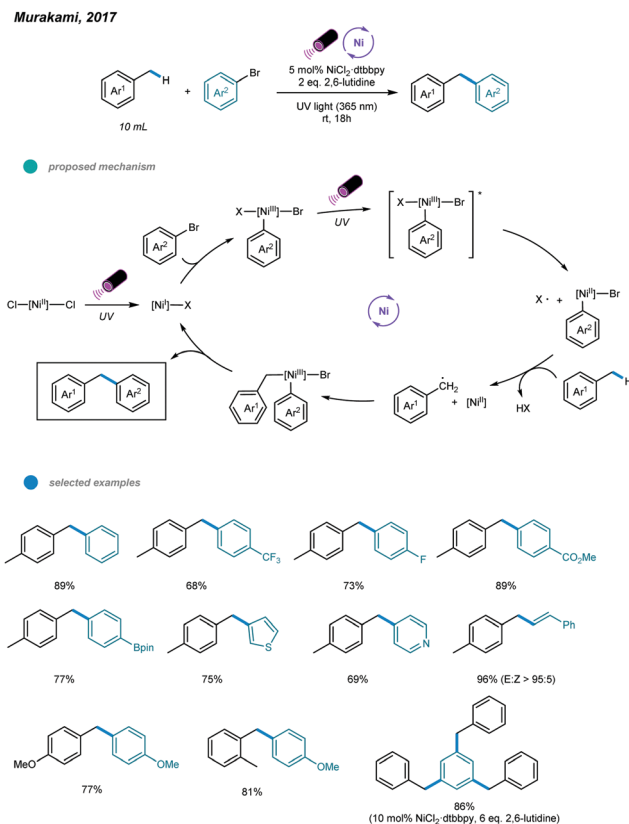 Murakami, 2017
Ni
5 mol% NiCl2·dtbbpy
2 eq. 2,6-lutidine
UV light (365 nm)
rt, 18h
Ar1
H
10 mL
+
Ar2
Br
Ar1
Ar2
proposed mechanism
Ar2
Br
X—[NiIII]—Br
Ar2
UV
X—[NiIII]—Br
Ar2
*
Cl—[NiII]—Cl
UV
[NiI]—X
Ni
X· +
[NiII]—Br
Ar2
Ar1
Ar2
[NiIII]—Br
Ar1
Ar2
Ar1
ĊH2
+ [NiII]
HX
Ar1
H
selected examples
89%
CF3
68%
F
73%
CO2Me
89%
Bpin
77%
S
75%
N
69%
Ph
96% (E:Z > 95:5)
MeO
OMe
77%
OMe
81%
86%
(10 mol% NiCl2·dtbbpy, 6 eq. 2,6-lutidine)